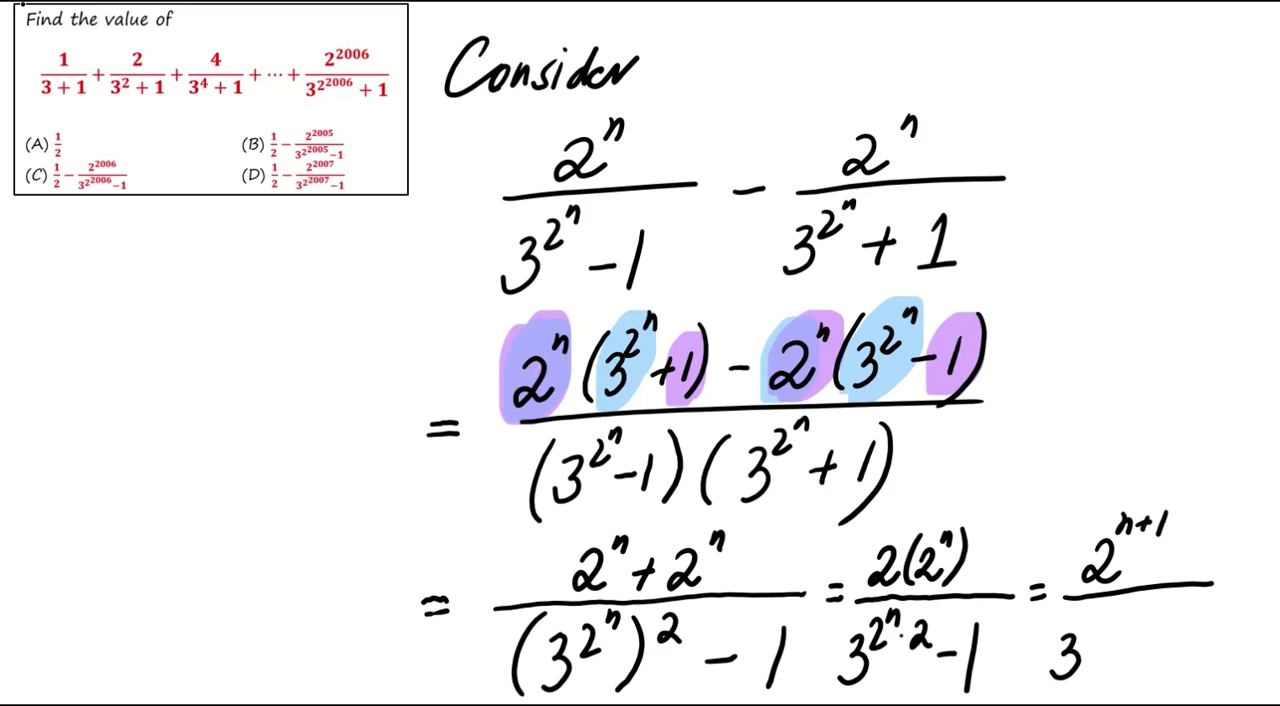 Find the value of
1/(3 + 1) + 2/(3^2 + 1) + 4/(3^4 + 1) + ⋯ + 2^2006/(3^(2^2006) + 1)
(A) 1/2 (B) 1/2 − 2^2005/(3^(2^2005) − 1)
(C) 1/2 − 2^2006/(3^(2^2006) − 1) (D) 1/2 − 2^2007/(3^(2^2007) − 1)
Consider
2^n/(3^(2^n) − 1) − 2^n/(3^(2^n) + 1)
= (2^n (3^(2^n) + 1) − 2^n (3^(2^n) − 1))/((3^(2^n) − 1)(3^(2^n) + 1))
= (2^n + 2^n)/((3^(2^n))^2 − 1) = 2(2^n)/(3^(2^n · 2) − 1) = 2^(n+1)/3